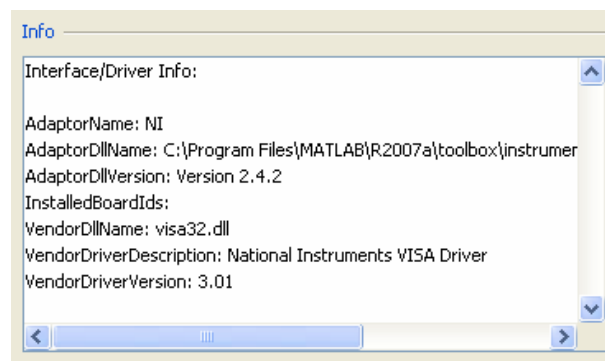 Info
Interface/Driver Info:
AdaptorName: NI
AdaptorDllName: C:\Program Files\MATLAB\R2007a\toolbox\instrumen
AdaptorDllVersion: Version 2.4.2
InstalledBoardIds:
VendorDllName: visa32.dll
VendorDriverDescription: National Instruments VISA Driver
VendorDriverVersion: 3.01